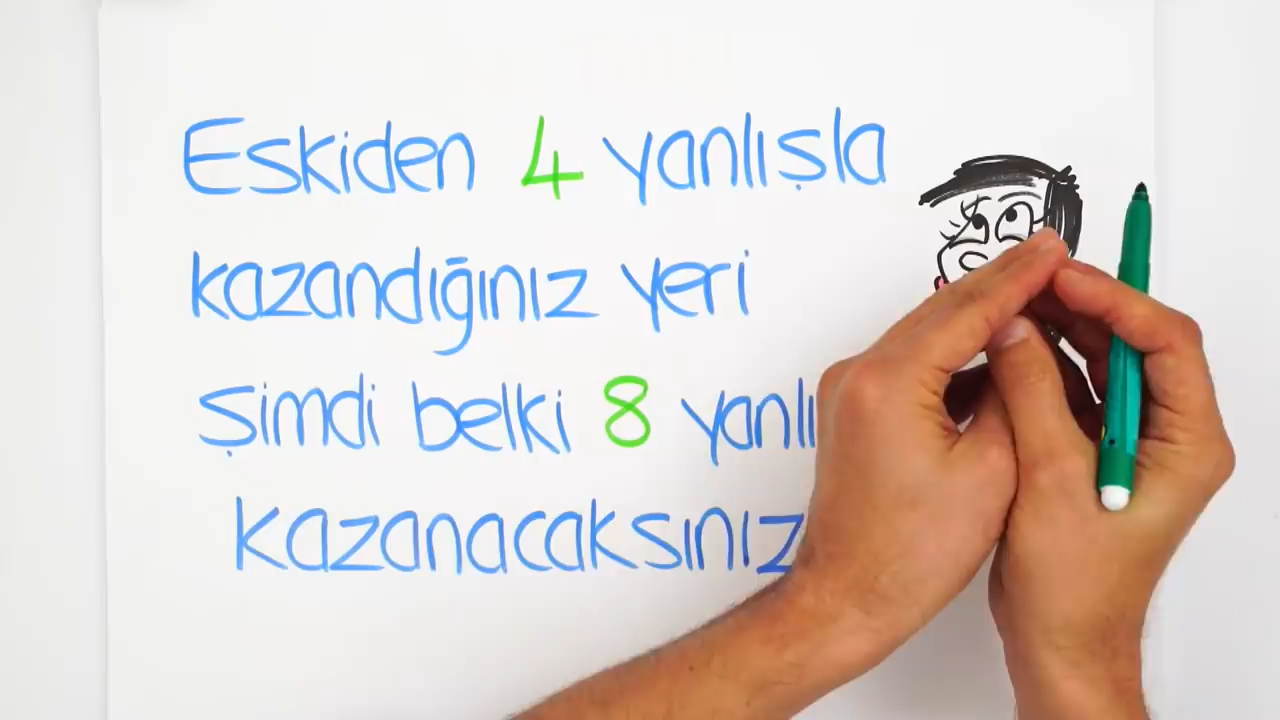 Eskiden 4 yanlışla
kazandığınız yeri
Şimdi belki 8
kazanacaksınız